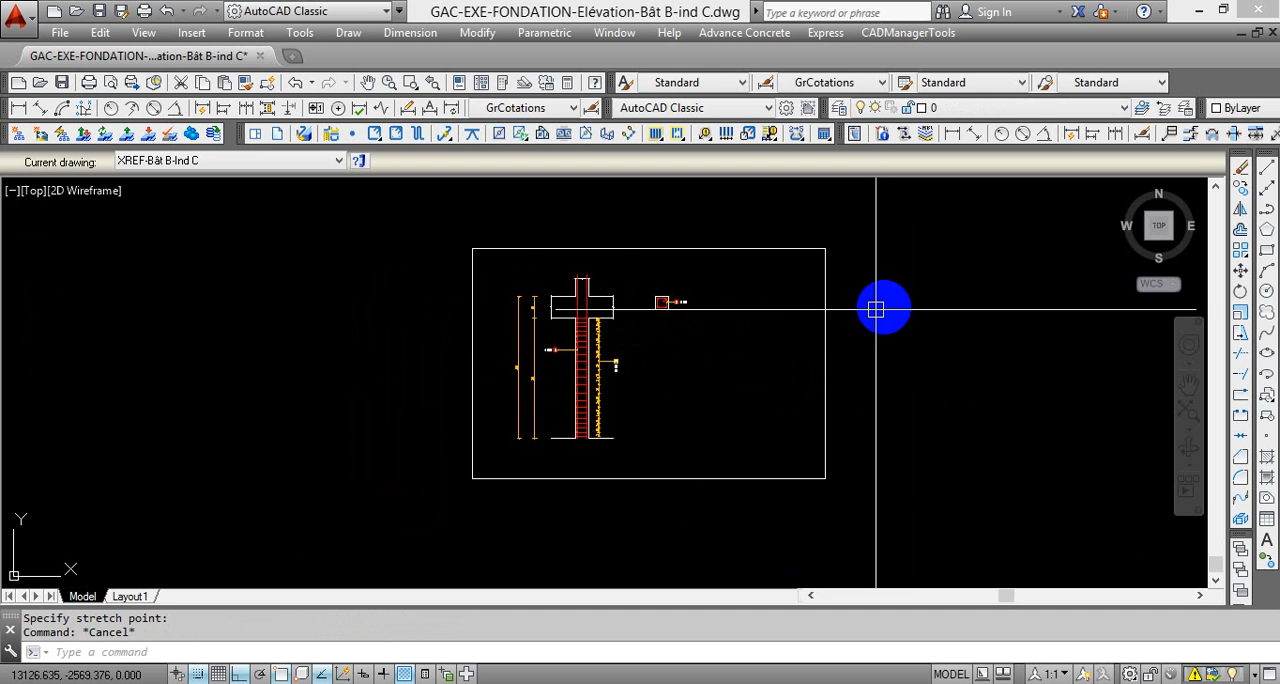 AutoCAD Classic
GAC-EXE-FONDATION-Elévation-Bât B-ind C.dwg
Type a keyword or phrase
Sign In
File Edit View Insert Format Tools Draw Dimension Modify Parametric Window Help Advance Concrete Express CADManagerTools
GAC-EXE-FONDATION-...ation-Bât B-ind C*
Standard GrCotations Standard Standard
GrCotations AutoCAD Classic 0 ByLayer
Current drawing: XREF-Bât B-Ind C
[−][Top][2D Wireframe]
N
W TOP E
S
WCS
Y
X
Model Layout1
Specify stretch point:
Command: *Cancel*
Type a command
13126.635, -2569.376, 0.000 MODEL 1:1